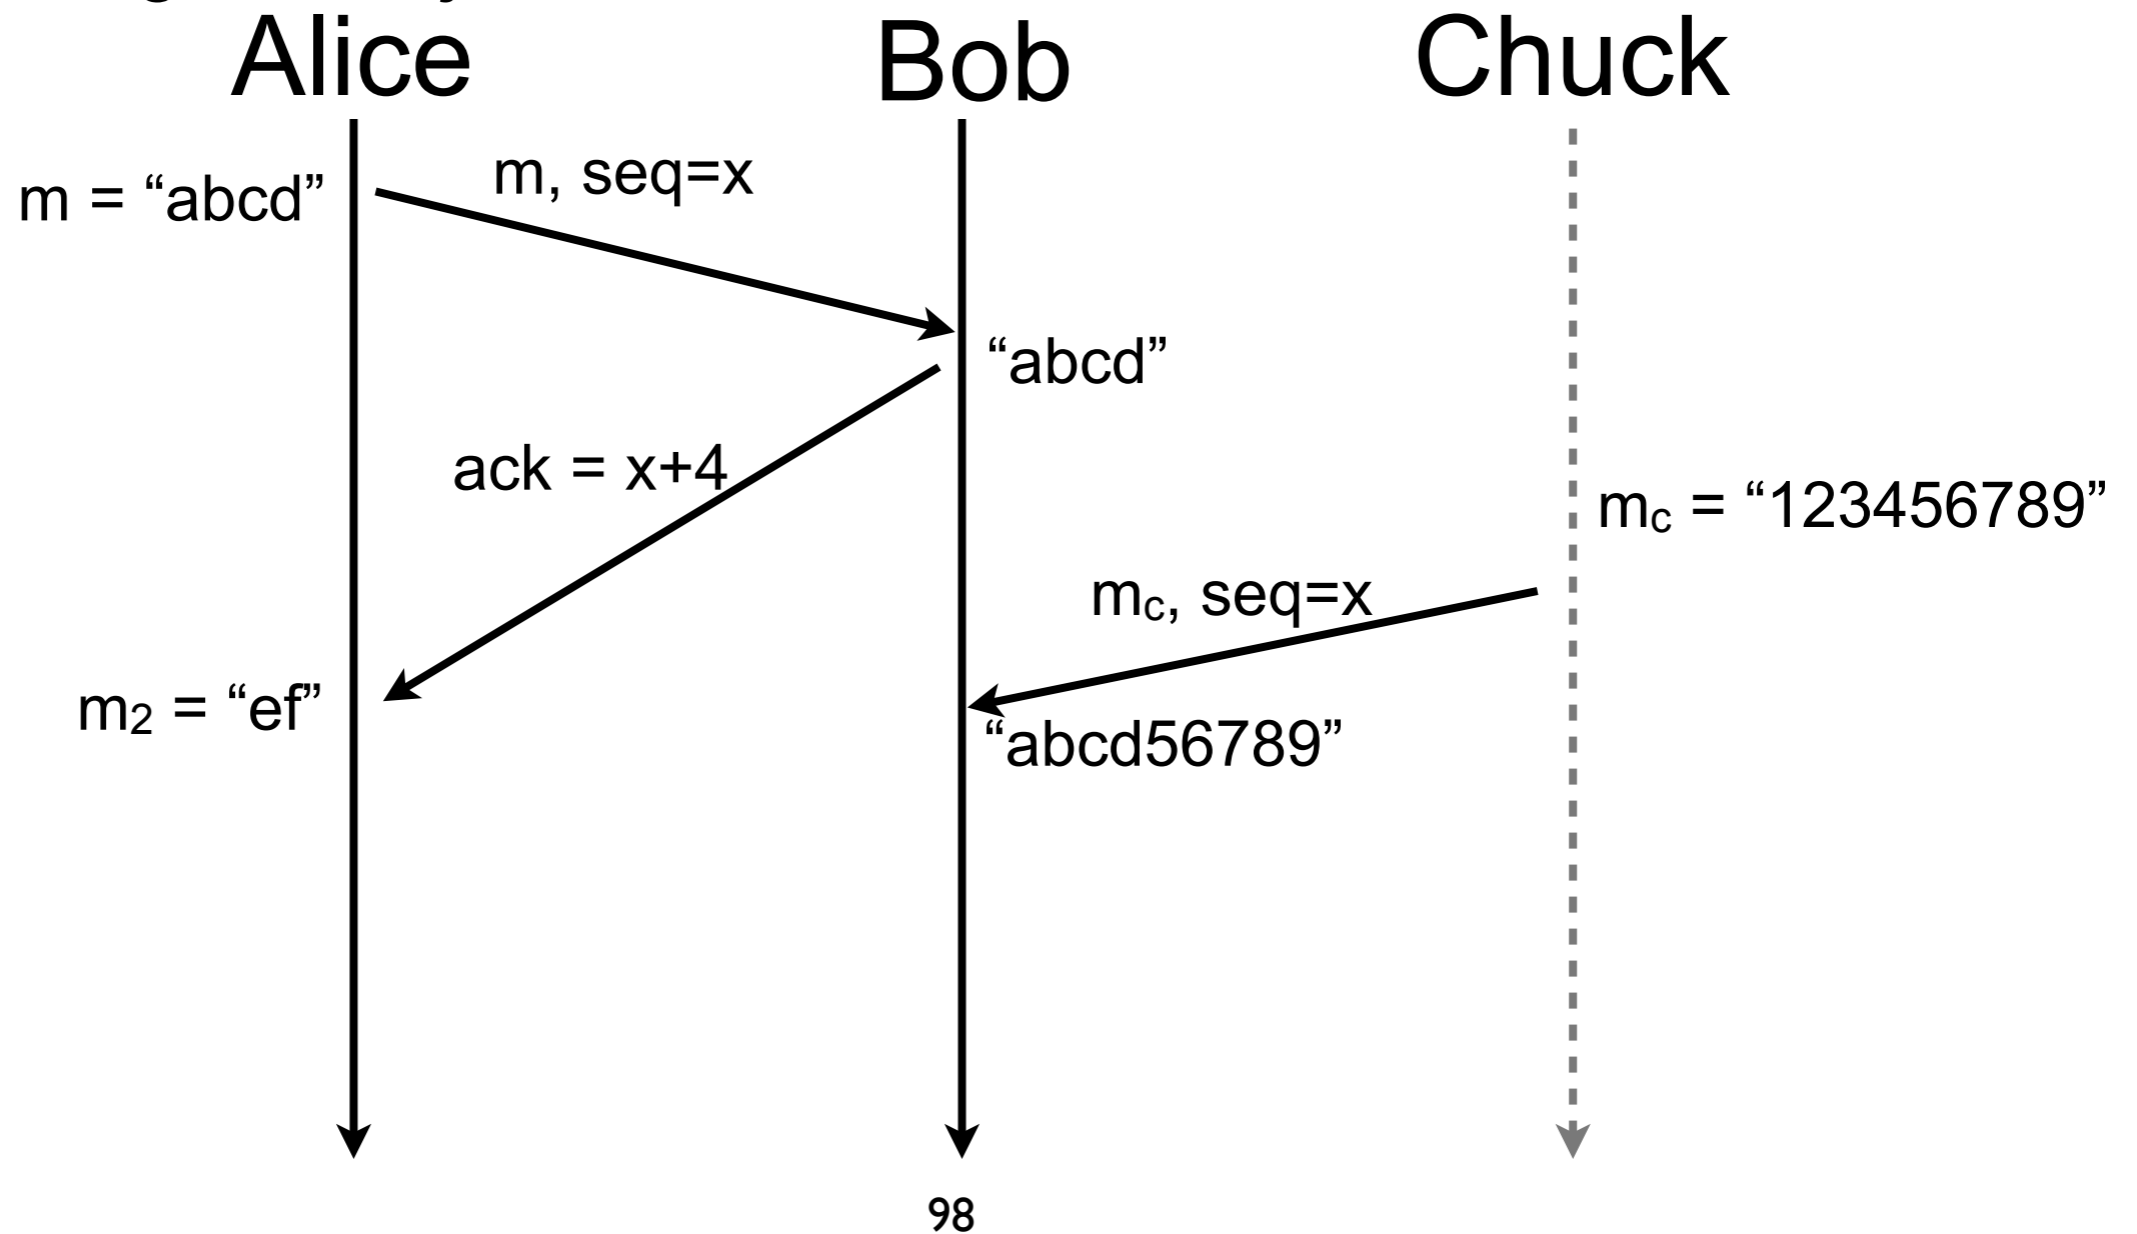 Alice
Bob
Chuck
m, seq=x
m = “abcd”
“abcd”
ack = x+4
mc = “123456789”
mc, seq=x
m2 = “ef”
“abcd56789”
98